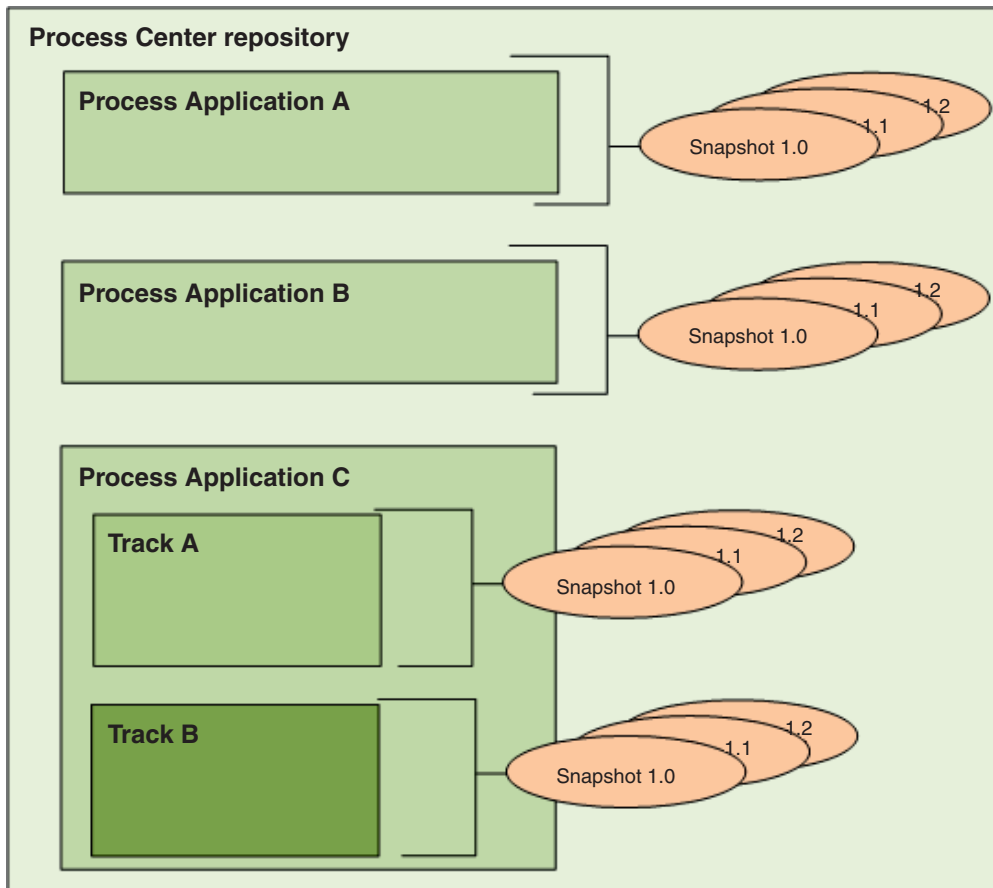 Process Center repository
Process Application A
1.2
1.1
Snapshot 1.0
Process Application B
1.2
1.1
Snapshot 1.0
Process Application C
Track A
1.2
1.1
Snapshot 1.0
Track B
1.2
1.1
Snapshot 1.0